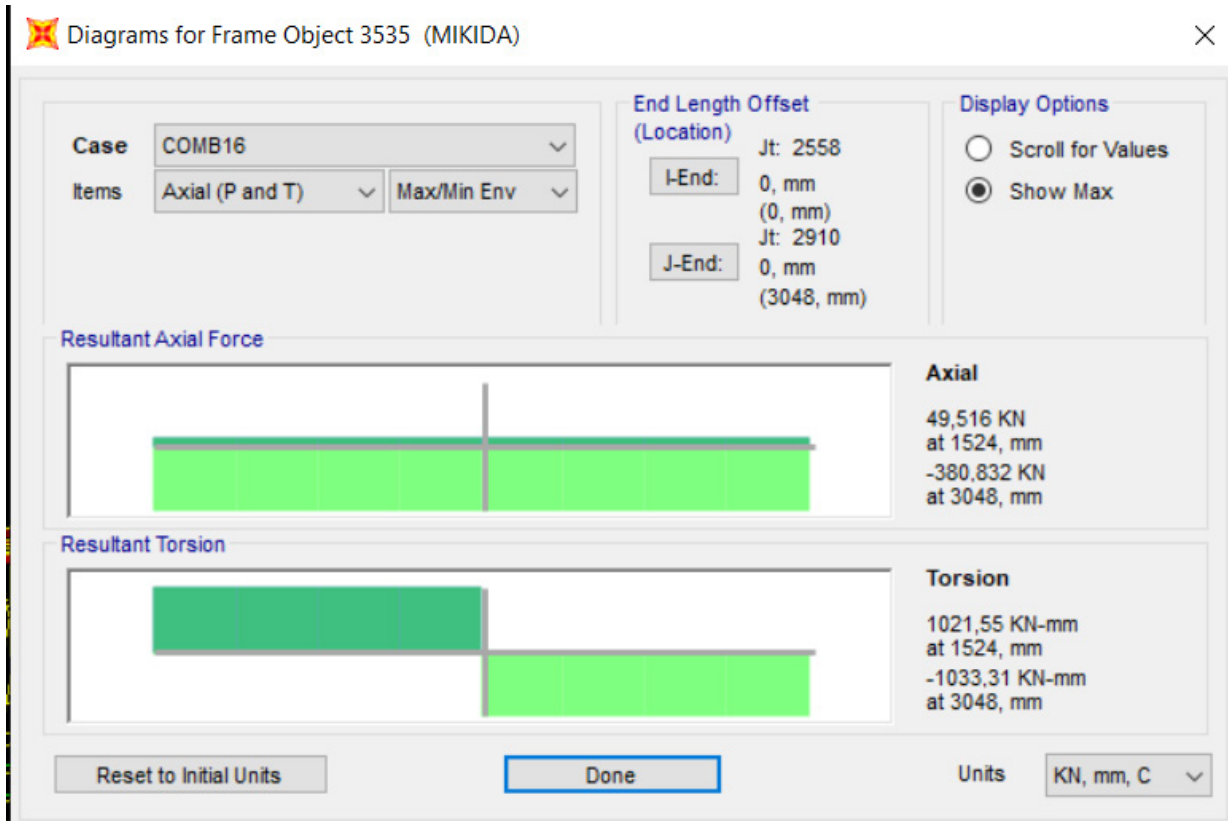 Diagrams for Frame Object 3535 (MIKIDA)
Case COMB16
Items Axial (P and T) Max/Min Env
End Length Offset
(Location)
I-End:
Jt: 2558
0, mm
(0, mm)
J-End:
Jt: 2910
0, mm
(3048, mm)
Display Options
Scroll for Values
Show Max
Resultant Axial Force
Axial
49,516 KN
at 1524, mm
-380,832 KN
at 3048, mm
Resultant Torsion
Torsion
1021,55 KN-mm
at 1524, mm
-1033,31 KN-mm
at 3048, mm
Reset to Initial Units Done Units KN, mm, C